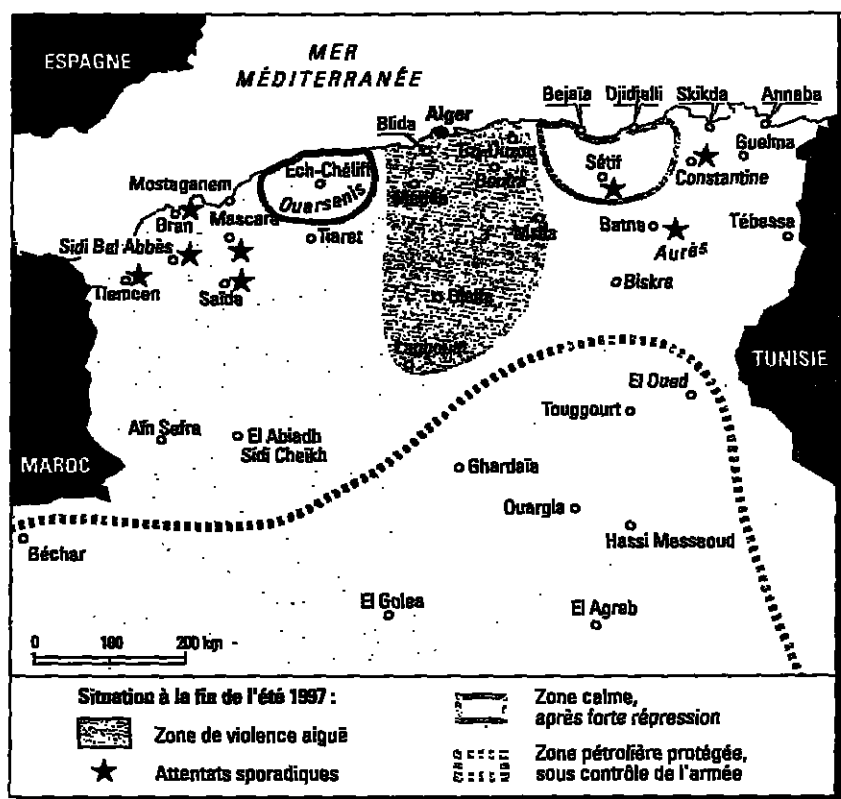 ESPAGNE
MER
MÉDITERRANÉE
Alger
Blida
Bejaïa
Djidjelli
Skikda
Annaba
Guelma
Constantine
Sétif
Ech-Chéliff
Ouarsenis
Mostaganem
Oran
Mascara
Tiaret
Sidi Bel Abbès
Tlemcen
Saïda
Batna
Aurès
Tébessa
Biskra
TUNISIE
El Oued
Touggourt
Aïn Sefra
El Abiadh
Sidi Cheikh
MAROC
Ghardaïa
Ouargla
Hassi Messaoud
Béchar
El Golea
El Agreb
0 100 200 km
Situation à la fin de l'été 1997 :
Zone de violence aiguë
Attentats sporadiques
Zone calme,
après forte répression
Zone pétrolière protégée,
sous contrôle de l'armée